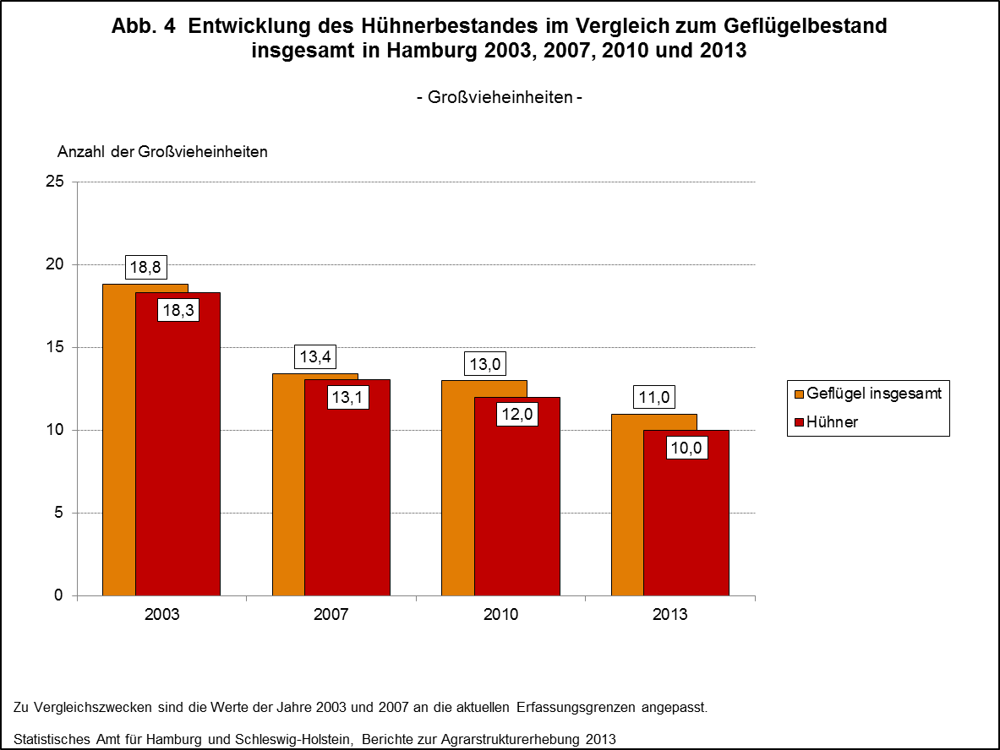 Abb. 4  Entwicklung des Hühnerbestandes im Vergleich zum Geflügelbestand
insgesamt in Hamburg 2003, 2007, 2010 und 2013
- Großvieheinheiten -
Anzahl der Großvieheinheiten
25
20
15
10
5
0
18,8
18,3
13,4
13,1
13,0
12,0
11,0
10,0
2003
2007
2010
2013
Geflügel insgesamt
Hühner
Zu Vergleichszwecken sind die Werte der Jahre 2003 und 2007 an die aktuellen Erfassungsgrenzen angepasst.
Statistisches Amt für Hamburg und Schleswig-Holstein, Berichte zur Agrarstrukturerhebung 2013